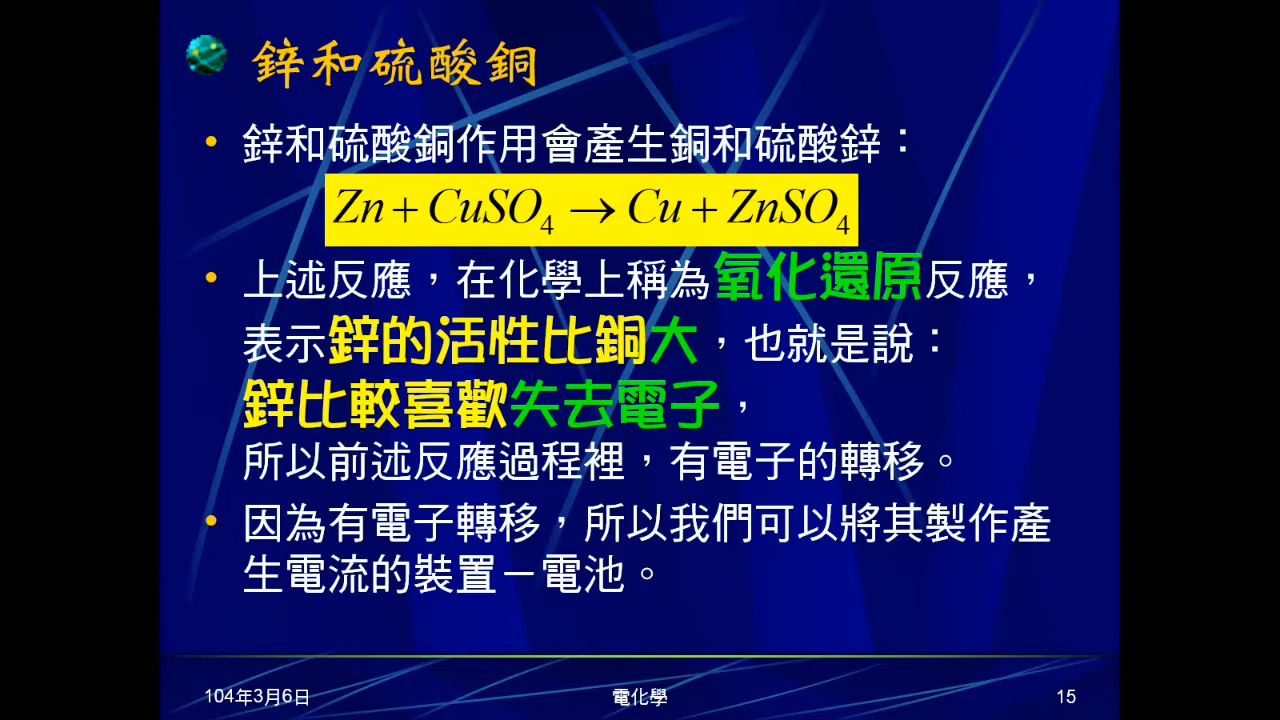 鋅和硫酸銅
• 鋅和硫酸銅作用會產生銅和硫酸鋅：
Zn + CuSO₄ → Cu + ZnSO₄
• 上述反應，在化學上稱為氧化還原反應，
表示鋅的活性比銅大，也就是說：
鋅比較喜歡失去電子，
所以前述反應過程裡，有電子的轉移。
• 因為有電子轉移，所以我們可以將其製作產
生電流的裝置－電池。
104年3月6日
電化學
15